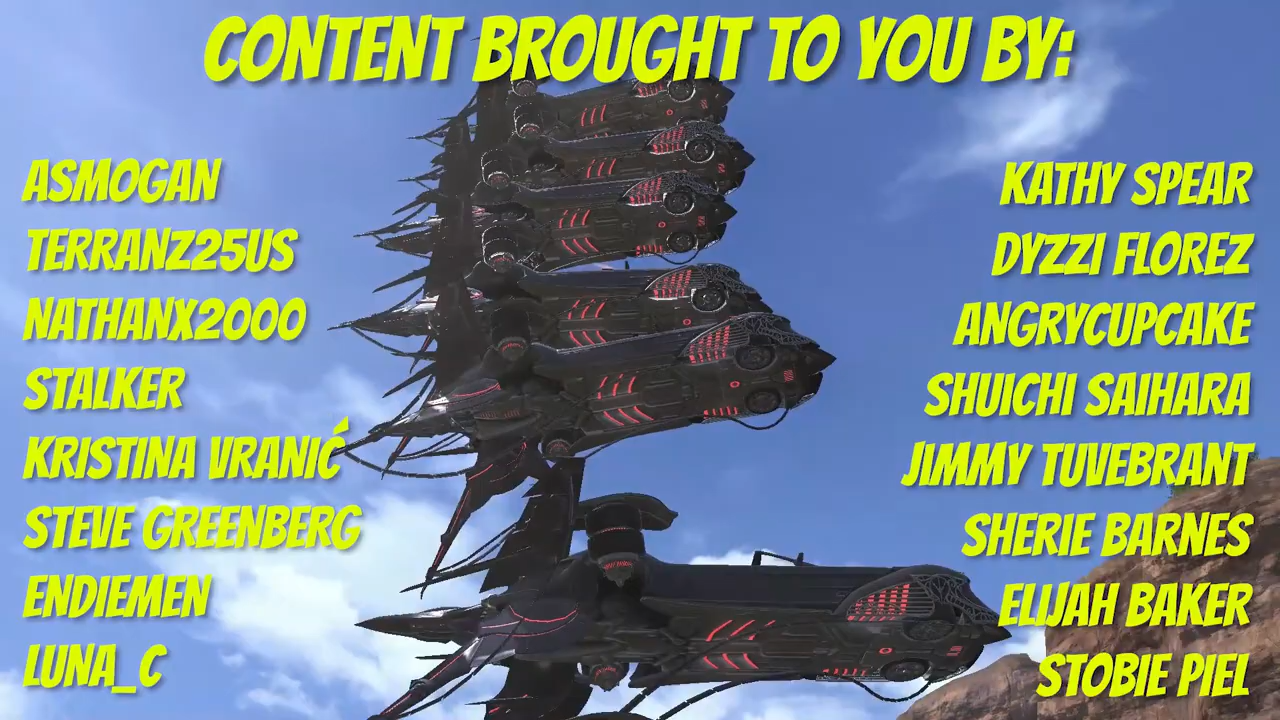 CONTENT BROUGHT TO YOU BY:
ASMOGAN
TERRANZ25US
NATHANX2000
STALKER
KRISTINA VRANIĆ
STEVE GREENBERG
ENDIEMEN
LUNA_C
KATHY SPEAR
DYZZI FLOREZ
ANGRYCUPCAKE
SHUICHI SAIHARA
JIMMY TUVEBRANT
SHERIE BARNES
ELIJAH BAKER
STOBIE PIEL